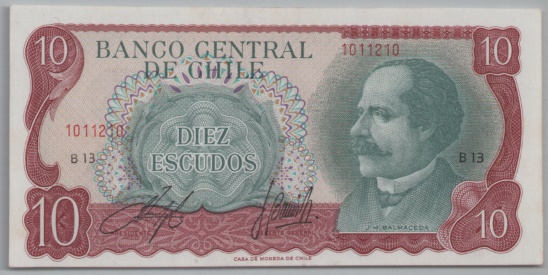 10
BANCO CENTRAL
DE CHILE
10
1011210
1011210
B 13
DIEZ
ESCUDOS
B 13
10
J. M. BALMACEDA
10
CASA DE MONEDA DE CHILE